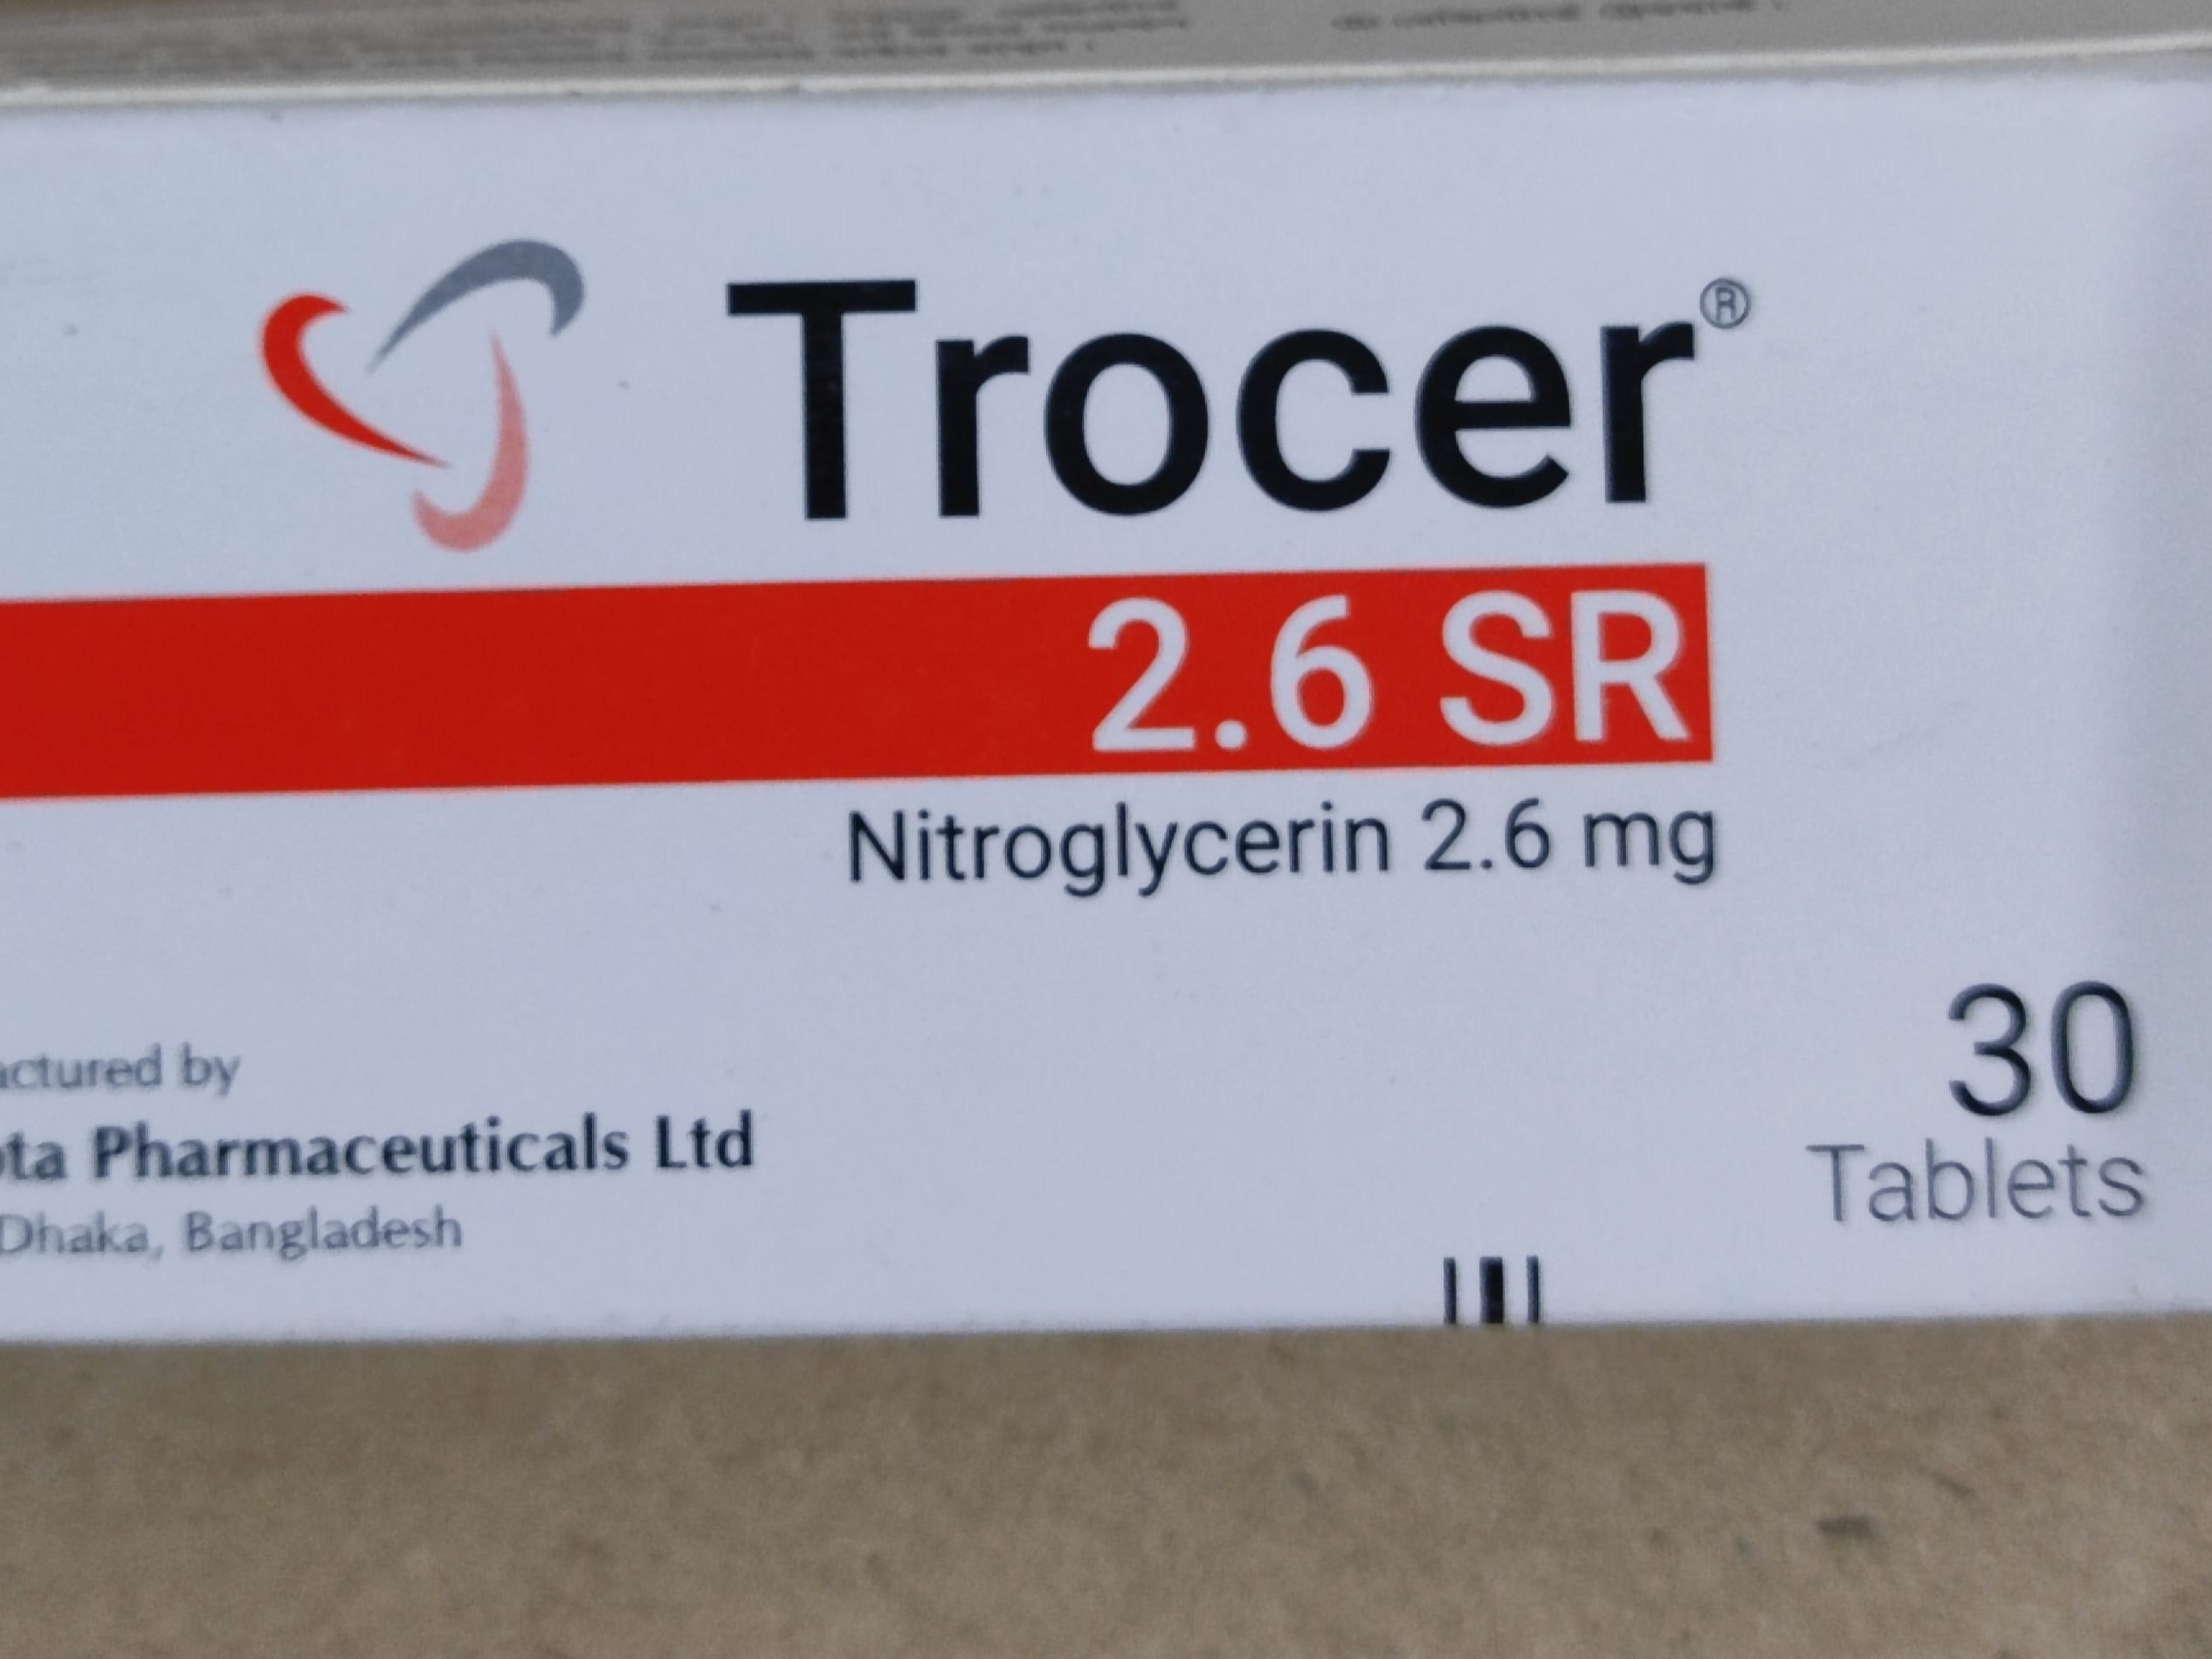 Trocer®
2.6 SR
Nitroglycerin 2.6 mg
30
Tablets
actured by
ta Pharmaceuticals Ltd
Dhaka, Bangladesh